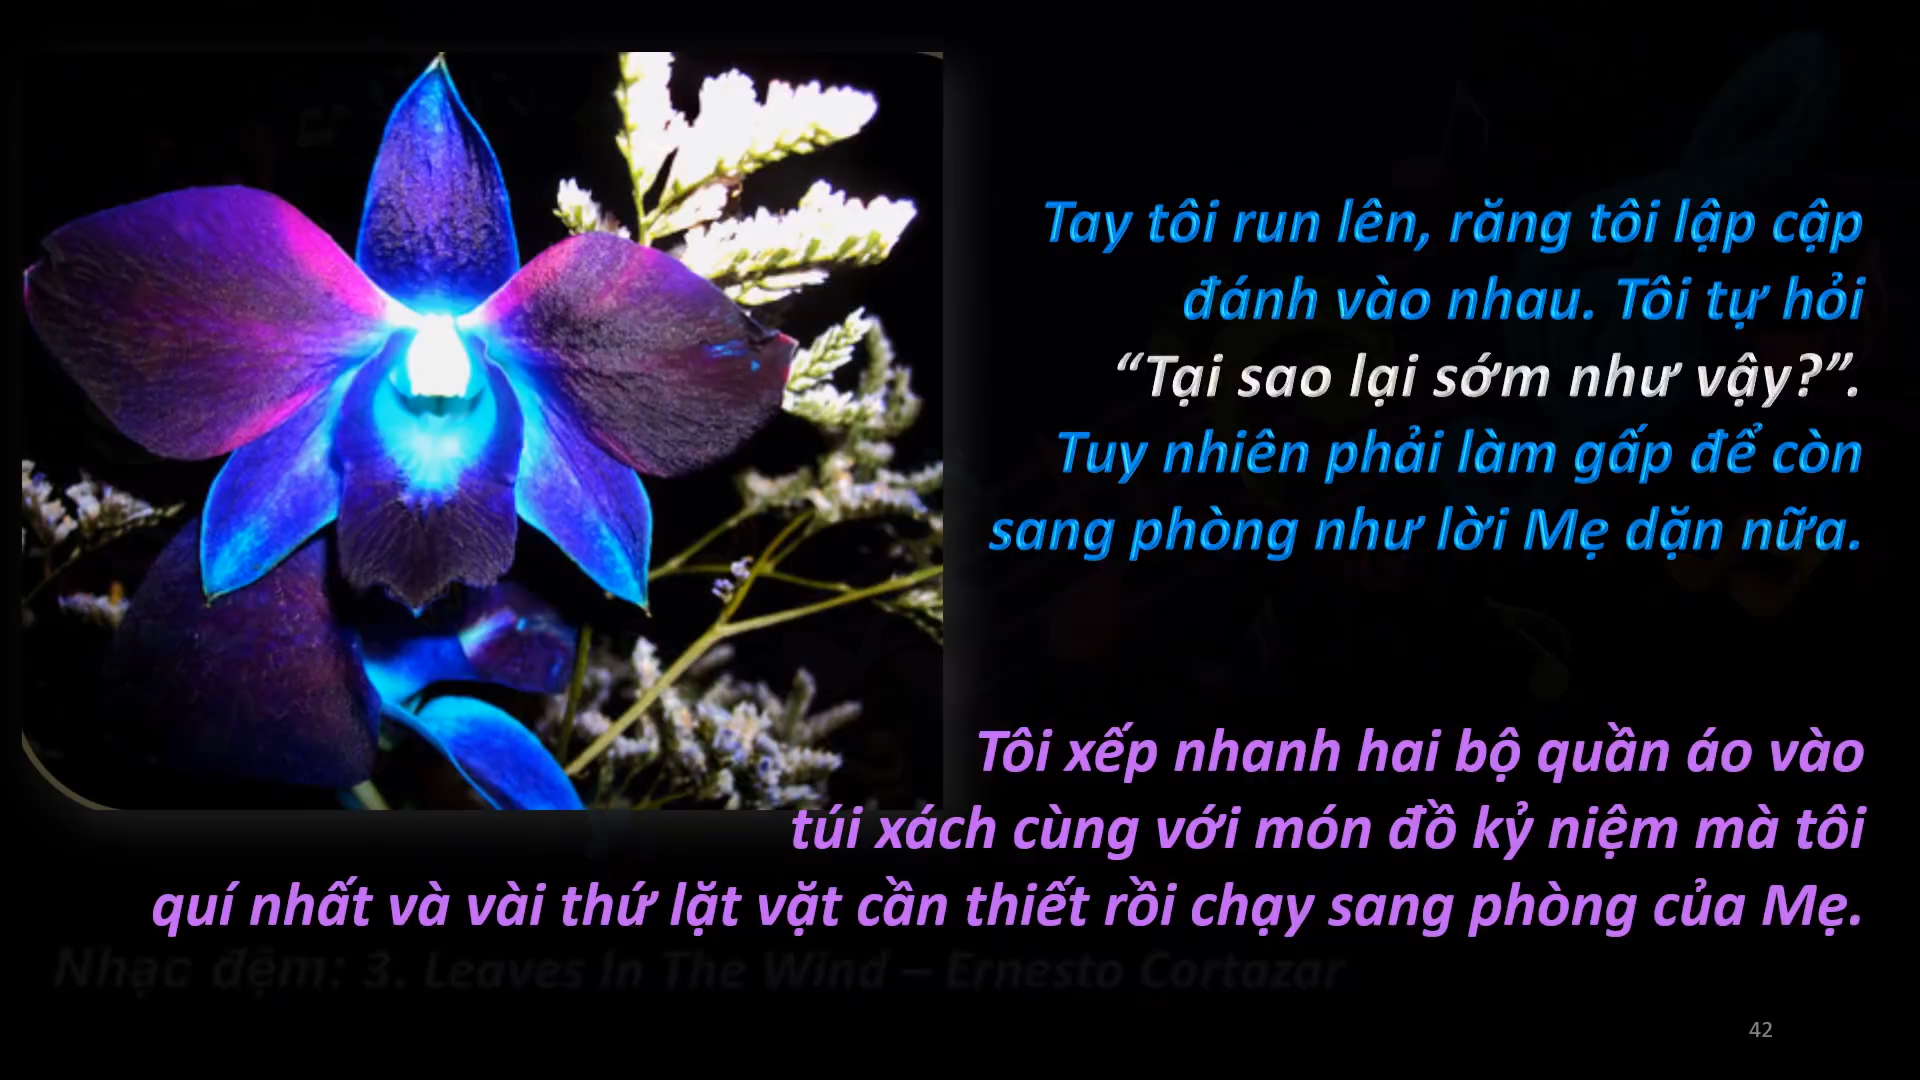 Tay tôi run lên, răng tôi lập cập
đánh vào nhau. Tôi tự hỏi
“Tại sao lại sớm như vậy?”.
Tuy nhiên phải làm gấp để còn
sang phòng như lời Mẹ dặn nữa.
Tôi xếp nhanh hai bộ quần áo vào
túi xách cùng với món đồ kỷ niệm mà tôi
quí nhất và vài thứ lặt vặt cần thiết rồi chạy sang phòng của Mẹ.
Nhạc đệm: 3. Leaves In The Wind – Ernesto Cortazar
42